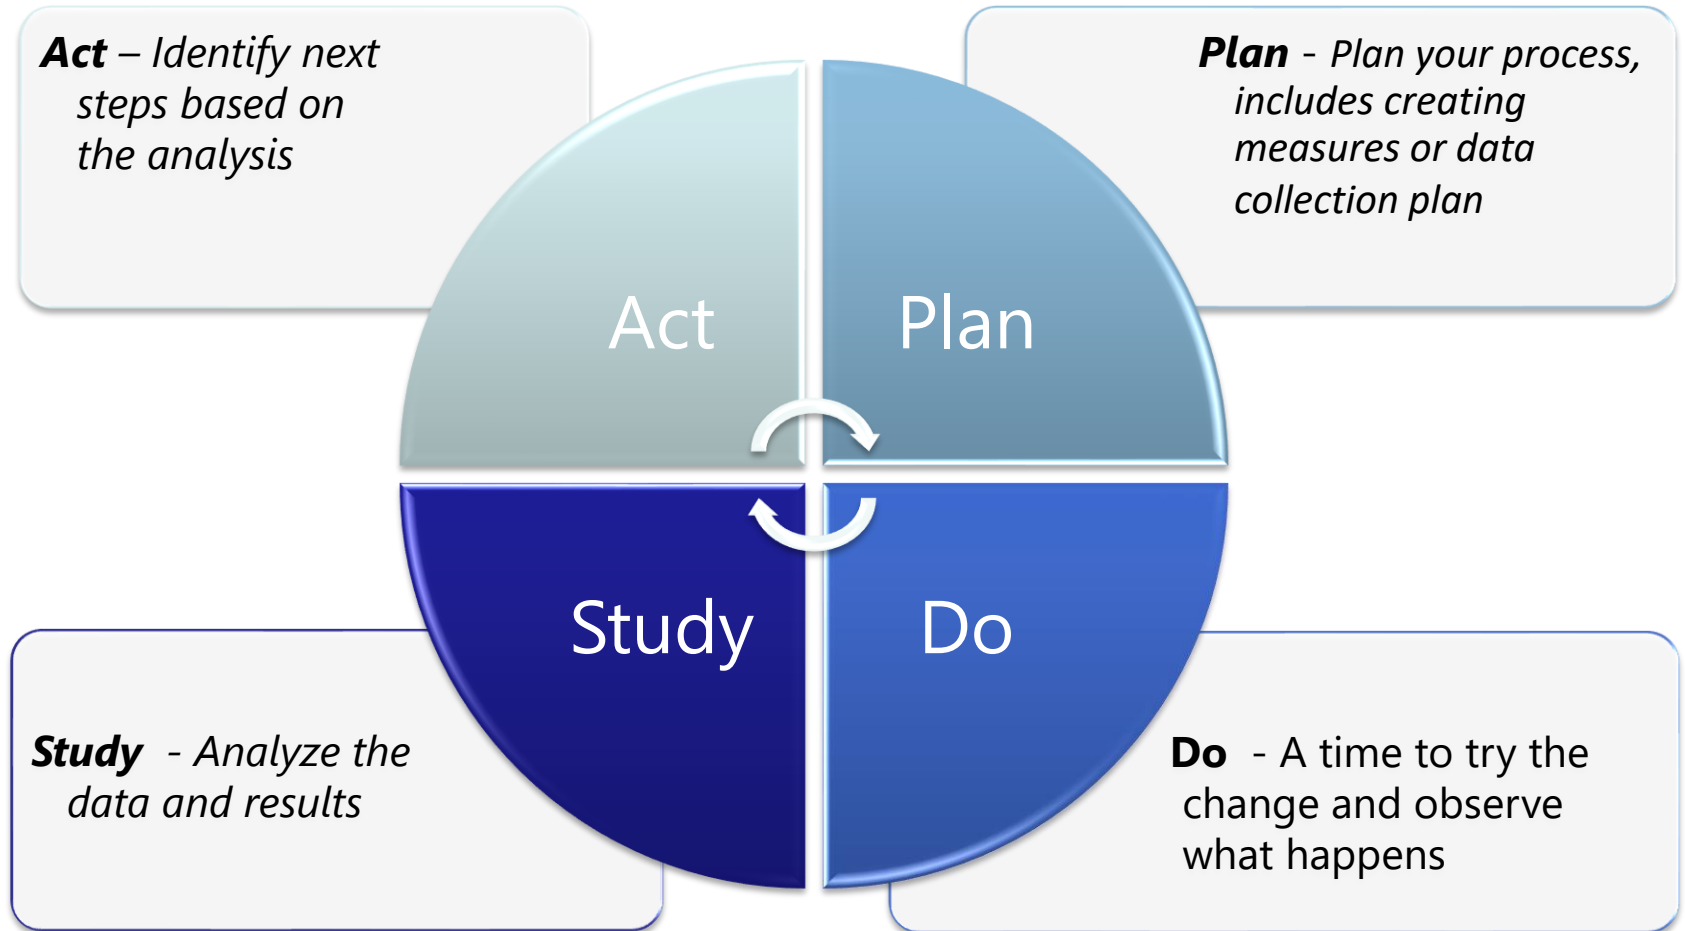 Act – Identify next
steps based on
the analysis
Plan - Plan your process,
includes creating
measures or data
collection plan
Act
Plan
Study
Do
Study - Analyze the
data and results
Do - A time to try the
change and observe
what happens